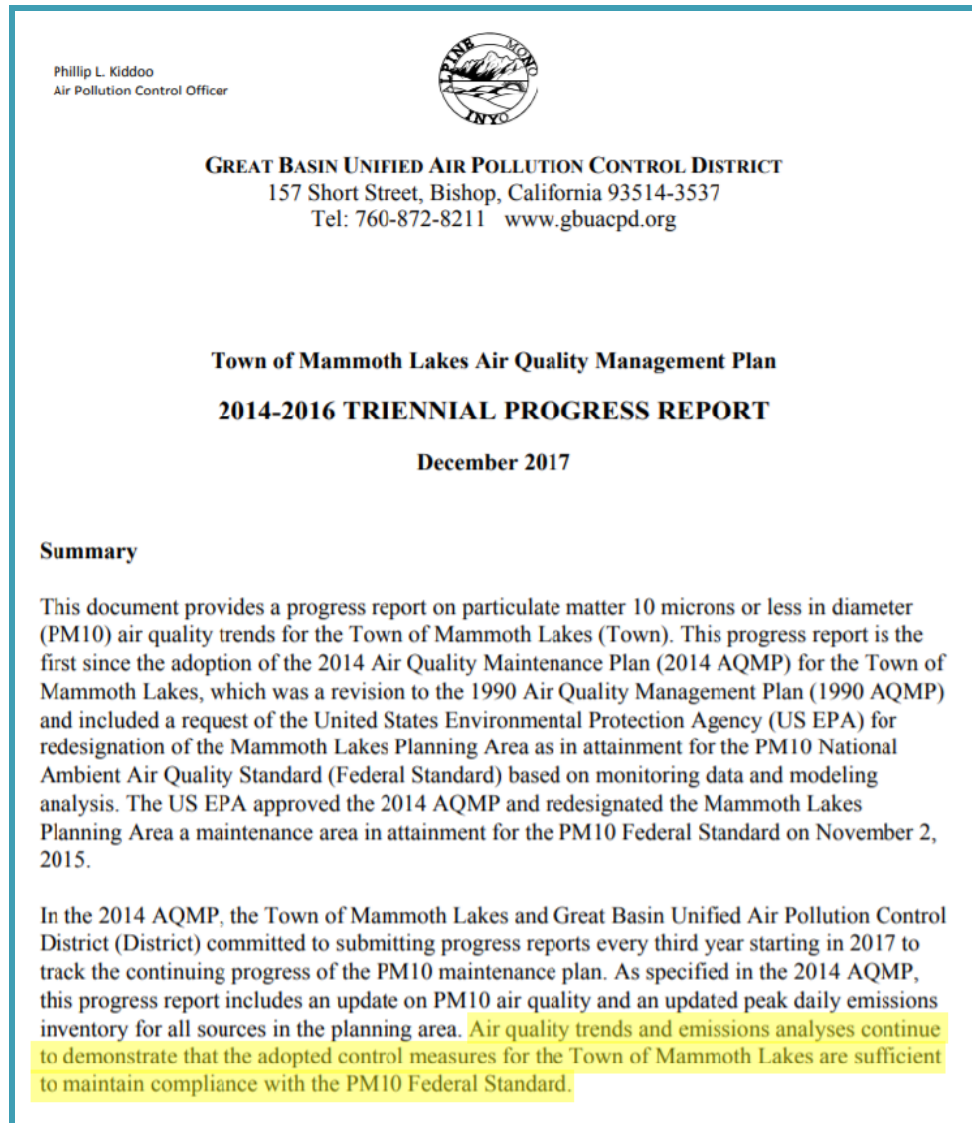 Phillip L. Kiddoo
Air Pollution Control Officer
ALPINE MONO
INYO
GREAT BASIN UNIFIED AIR POLLUTION CONTROL DISTRICT
157 Short Street, Bishop, California 93514-3537
Tel: 760-872-8211 www.gbuacpd.org
Town of Mammoth Lakes Air Quality Management Plan
2014-2016 TRIENNIAL PROGRESS REPORT
December 2017
Summary
This document provides a progress report on particulate matter 10 microns or less in diameter
(PM10) air quality trends for the Town of Mammoth Lakes (Town). This progress report is the
first since the adoption of the 2014 Air Quality Maintenance Plan (2014 AQMP) for the Town of
Mammoth Lakes, which was a revision to the 1990 Air Quality Management Plan (1990 AQMP)
and included a request of the United States Environmental Protection Agency (US EPA) for
redesignation of the Mammoth Lakes Planning Area as in attainment for the PM10 National
Ambient Air Quality Standard (Federal Standard) based on monitoring data and modeling
analysis. The US EPA approved the 2014 AQMP and redesignated the Mammoth Lakes
Planning Area a maintenance area in attainment for the PM10 Federal Standard on November 2,
2015.
In the 2014 AQMP, the Town of Mammoth Lakes and Great Basin Unified Air Pollution Control
District (District) committed to submitting progress reports every third year starting in 2017 to
track the continuing progress of the PM10 maintenance plan. As specified in the 2014 AQMP,
this progress report includes an update on PM10 air quality and an updated peak daily emissions
inventory for all sources in the planning area. Air quality trends and emissions analyses continue
to demonstrate that the adopted control measures for the Town of Mammoth Lakes are sufficient
to maintain compliance with the PM10 Federal Standard.